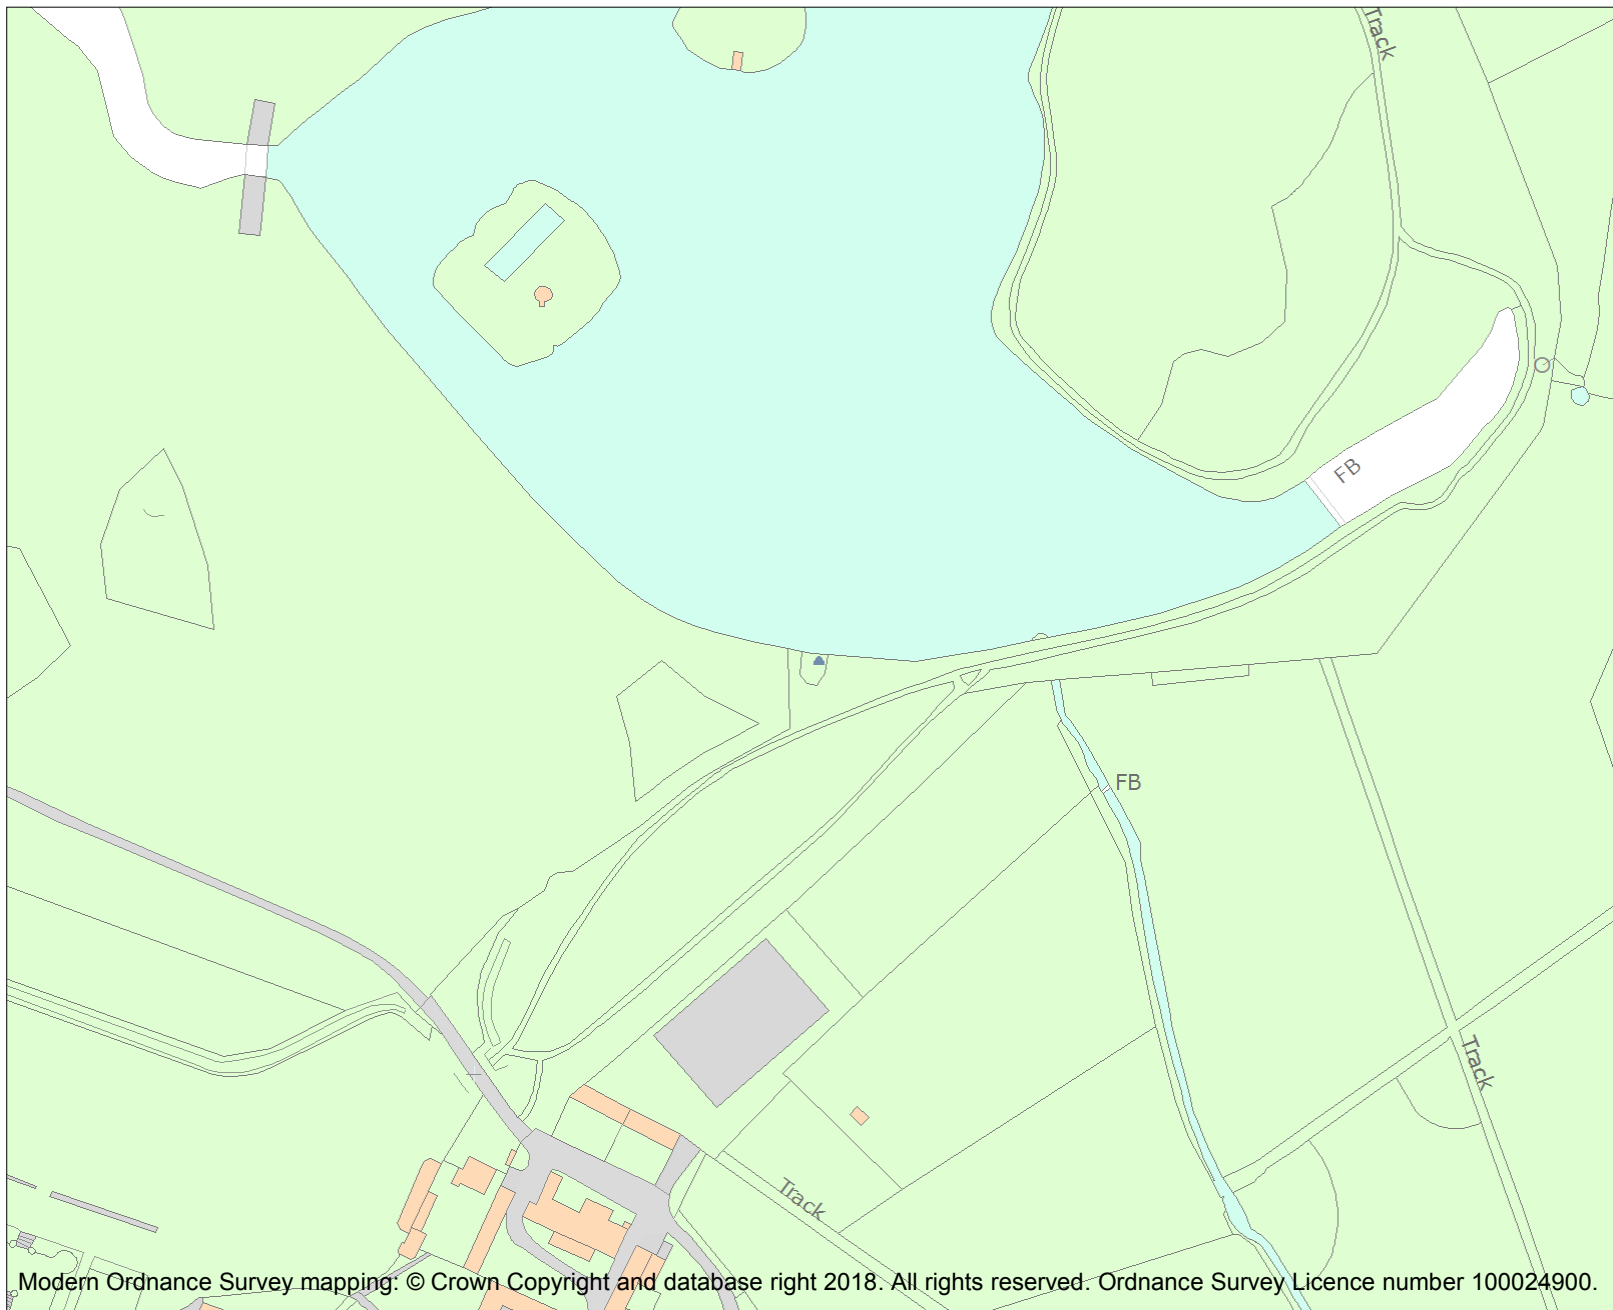 Track
FB
FB
Track
Track
Modern Ordnance Survey mapping: © Crown Copyright and database right 2018. All rights reserved. Ordnance Survey Licence number 100024900.